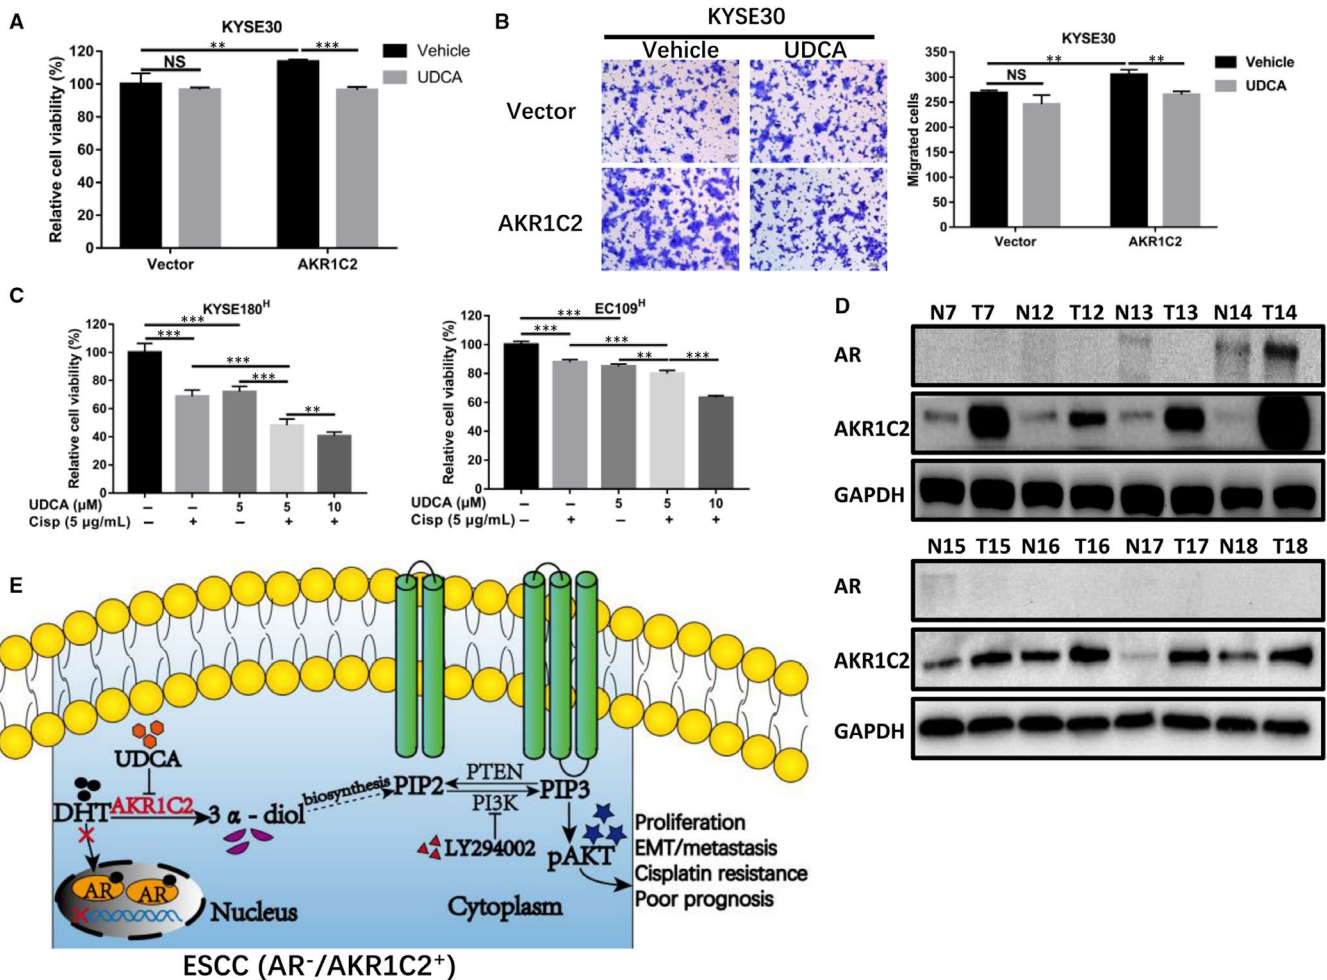 A
KYSE30
Relative cell viability (%)
120
100
80
60
40
20
0
**
***
NS
Vector
AKR1C2
Vehicle
UDCA
B
KYSE30
Vehicle UDCA
Vector
AKR1C2
KYSE30
Migrated cells
350
300
250
200
150
100
50
0
**
**
NS
Vector
AKR1C2
Vehicle
UDCA
C
KYSE180H
Relative cell viability (%)
120
100
80
60
40
20
0
***
***
***
***
**
UDCA (μM) – – 5 5 10
Cisp (5 μg/mL) – + – + +
EC109H
Relative cell viability (%)
120
100
80
60
40
20
0
***
***
***
**
***
UDCA (μM) – – 5 5 10
Cisp (5 μg/mL) – + – + +
D
N7 T7 N12 T12 N13 T13 N14 T14
AR
AKR1C2
GAPDH
N15 T15 N16 T16 N17 T17 N18 T18
AR
AKR1C2
GAPDH
E
UDCA
DHT
AKR1C2
3 α - diol
biosynthesis
PIP2
PTEN
PI3K
PIP3
LY294002
pAKT
Proliferation
EMT/metastasis
Cisplatin resistance
Poor prognosis
AR
AR
Nucleus
Cytoplasm
ESCC (AR-/AKR1C2+)